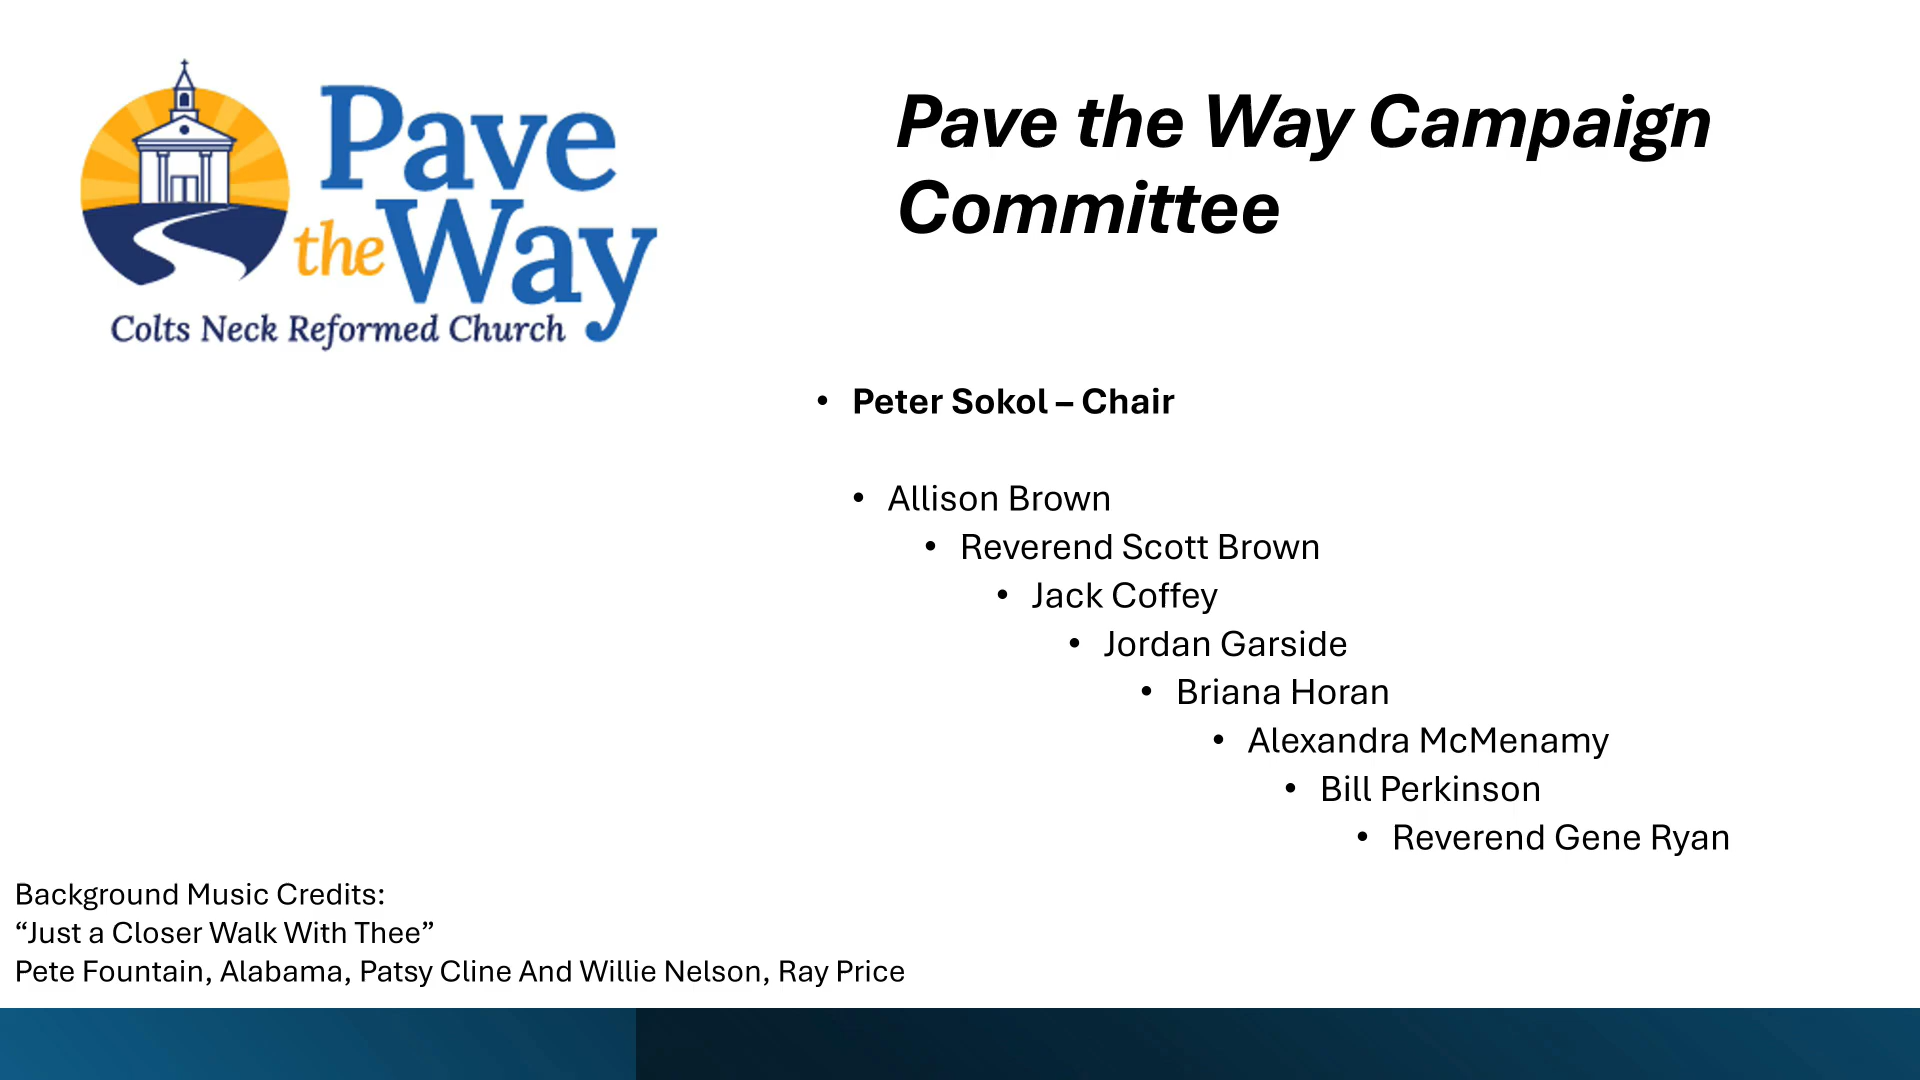 Pave
the Way
Colts Neck Reformed Church
Pave the Way Campaign
Committee
• Peter Sokol – Chair
• Allison Brown
• Reverend Scott Brown
• Jack Coffey
• Jordan Garside
• Briana Horan
• Alexandra McMenamy
• Bill Perkinson
• Reverend Gene Ryan
Background Music Credits:
“Just a Closer Walk With Thee”
Pete Fountain, Alabama, Patsy Cline And Willie Nelson, Ray Price